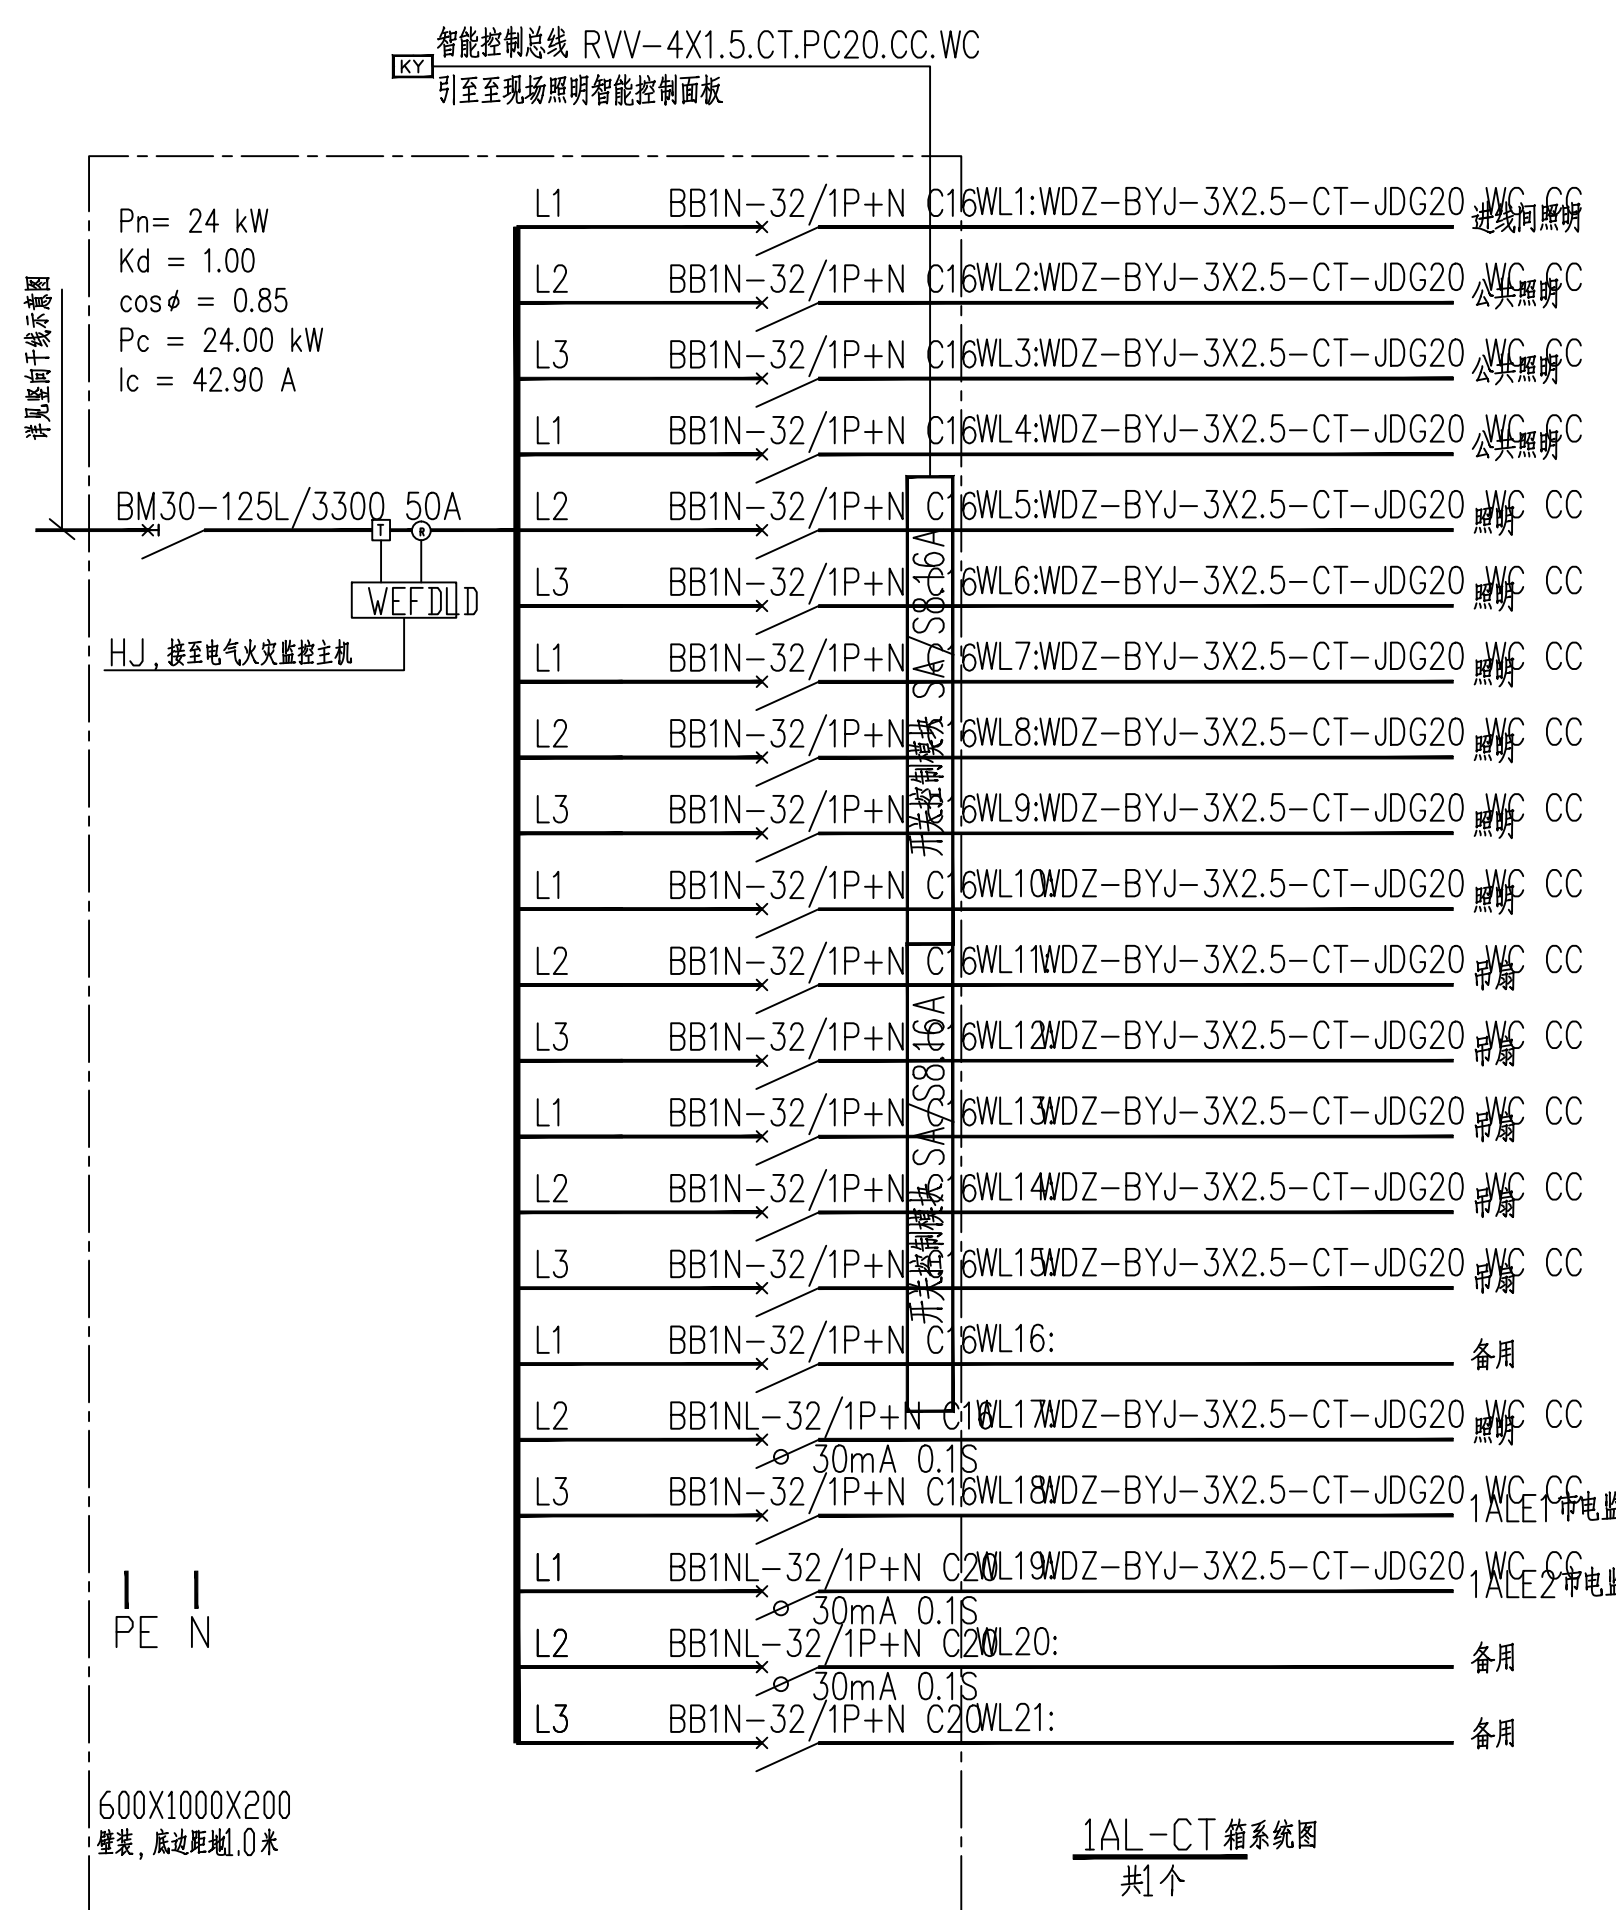 智能控制总线 RVV-4X1.5.CT.PC20.CC.WC
KY
引至至现场照明智能控制面板
Pn= 24 kW
Kd = 1.00
cosφ = 0.85
Pc = 24.00 kW
Ic = 42.90 A
详见竖向干线示意图
BM30-125L/3300 50A
T R
WEFDLD
HJ,接至电气火灾监控主机
L1 BB1N-32/1P+N C16 WL1:WDZ-BYJ-3X2.5-CT-JDG20 WC CC 进线间照明
L2 BB1N-32/1P+N C16 WL2:WDZ-BYJ-3X2.5-CT-JDG20 WC CC 公共照明
L3 BB1N-32/1P+N C16 WL3:WDZ-BYJ-3X2.5-CT-JDG20 WC CC 公共照明
L1 BB1N-32/1P+N C16 WL4:WDZ-BYJ-3X2.5-CT-JDG20 WC CC 公共照明
L2 BB1N-32/1P+N C16 WL5:WDZ-BYJ-3X2.5-CT-JDG20 WC CC 照明
L3 BB1N-32/1P+N C16 WL6:WDZ-BYJ-3X2.5-CT-JDG20 WC CC 照明
L1 BB1N-32/1P+N C16 WL7:WDZ-BYJ-3X2.5-CT-JDG20 WC CC 照明
L2 BB1N-32/1P+N C16 WL8:WDZ-BYJ-3X2.5-CT-JDG20 WC CC 照明
L3 BB1N-32/1P+N C16 WL9:WDZ-BYJ-3X2.5-CT-JDG20 WC CC 照明
L1 BB1N-32/1P+N C16 WL10:WDZ-BYJ-3X2.5-CT-JDG20 WC CC 照明
L2 BB1N-32/1P+N C16 WL11:WDZ-BYJ-3X2.5-CT-JDG20 WC CC 吊扇
L3 BB1N-32/1P+N C16 WL12:WDZ-BYJ-3X2.5-CT-JDG20 WC CC 吊扇
L1 BB1N-32/1P+N C16 WL13:WDZ-BYJ-3X2.5-CT-JDG20 WC CC 吊扇
L2 BB1N-32/1P+N C16 WL14:WDZ-BYJ-3X2.5-CT-JDG20 WC CC 吊扇
L3 BB1N-32/1P+N C16 WL15:WDZ-BYJ-3X2.5-CT-JDG20 WC CC 吊扇
L1 BB1N-32/1P+N C16 WL16: 备用
L2 BB1NL-32/1P+N C16 WL17:WDZ-BYJ-3X2.5-CT-JDG20 WC CC 照明
30mA 0.1S
L3 BB1N-32/1P+N C16 WL18:WDZ-BYJ-3X2.5-CT-JDG20 WC CC 1ALE1市电监
L1 BB1NL-32/1P+N C20 WL19:WDZ-BYJ-3X2.5-CT-JDG20 WC CC 1ALE2市电监
30mA 0.1S
L2 BB1NL-32/1P+N C20 WL20: 备用
30mA 0.1S
L3 BB1N-32/1P+N C20 WL21: 备用
开关控制模块 SA/S8.16A
开关控制模块 SA/S8.16A
PE N
600X1000X200
壁装,底边距地1.0米
1AL-CT箱系统图
共1个